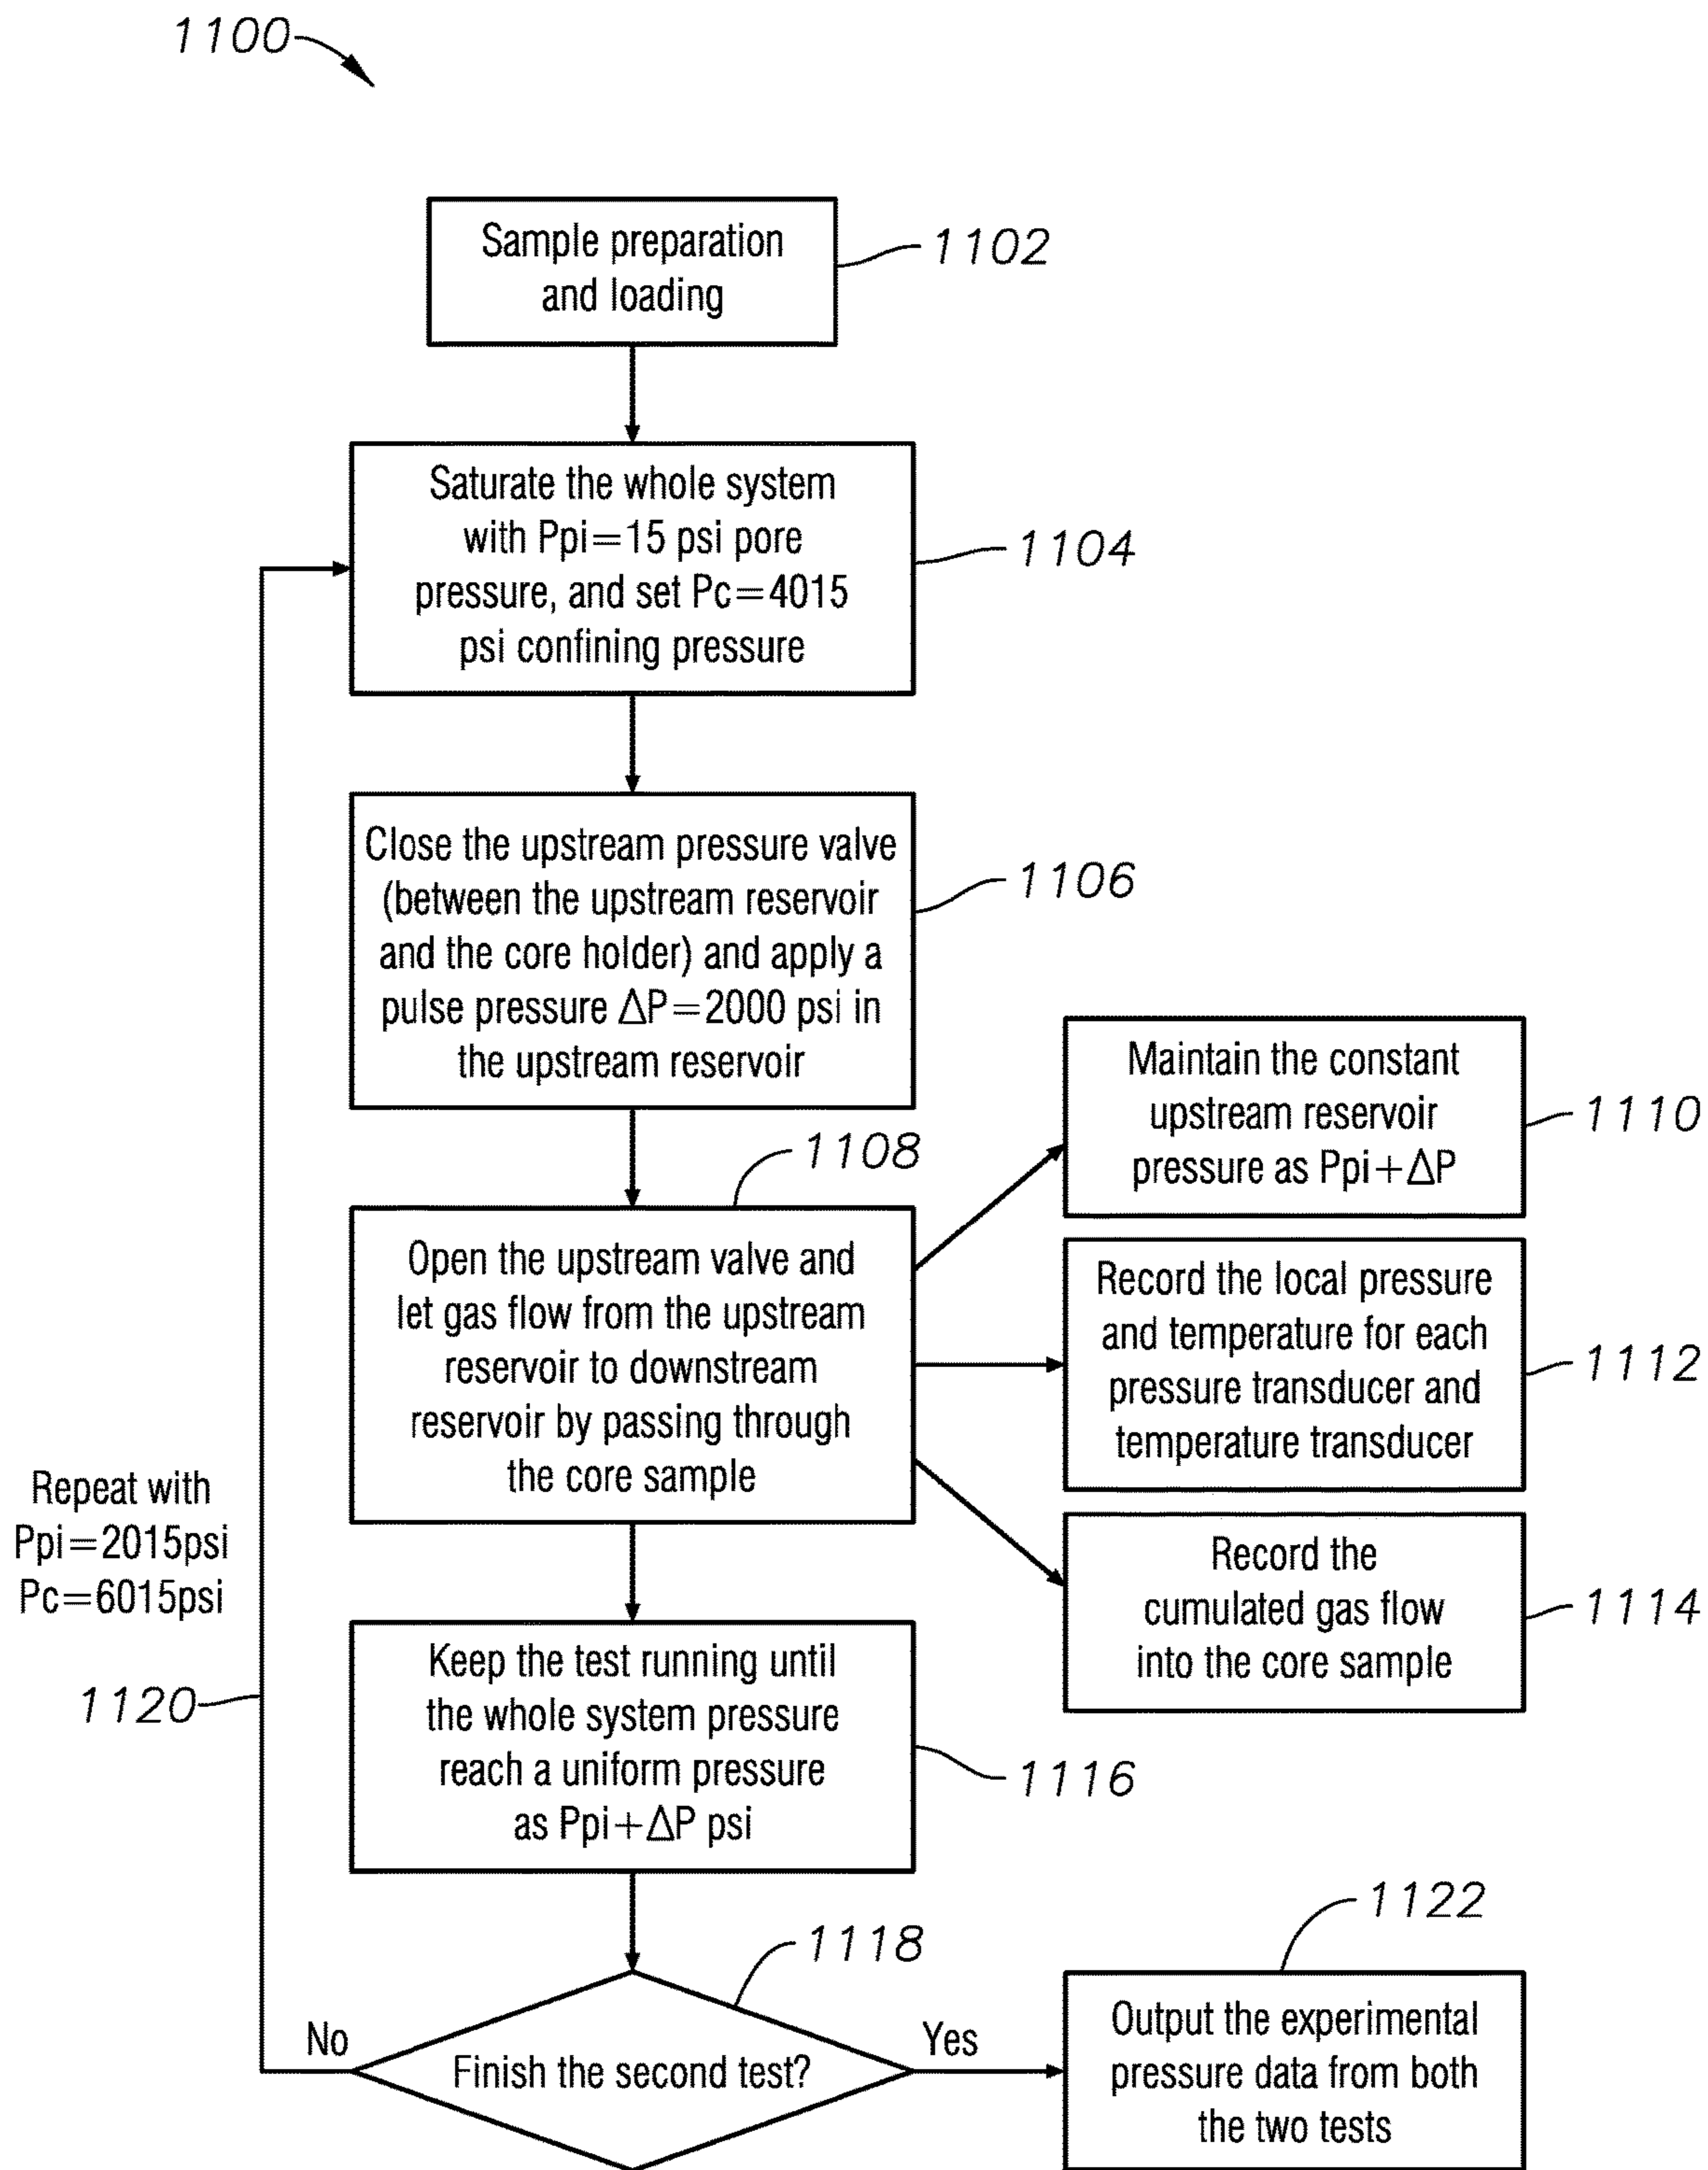 1100
Sample preparation
and loading
1102
Saturate the whole system
with Ppi=15 psi pore
pressure, and set Pc=4015
psi confining pressure
1104
Close the upstream pressure valve
(between the upstream reservoir
and the core holder) and apply a
pulse pressure ΔP=2000 psi in
the upstream reservoir
1106
1108
Open the upstream valve and
let gas flow from the upstream
reservoir to downstream
reservoir by passing through
the core sample
Maintain the constant
upstream reservoir
pressure as Ppi+ΔP
1110
Record the local pressure
and temperature for each
pressure transducer and
temperature transducer
1112
Record the
cumulated gas flow
into the core sample
1114
Repeat with
Ppi=2015psi
Pc=6015psi
1120
Keep the test running until
the whole system pressure
reach a uniform pressure
as Ppi+ΔP psi
1116
1118
No
Finish the second test?
Yes
1122
Output the experimental
pressure data from both
the two tests